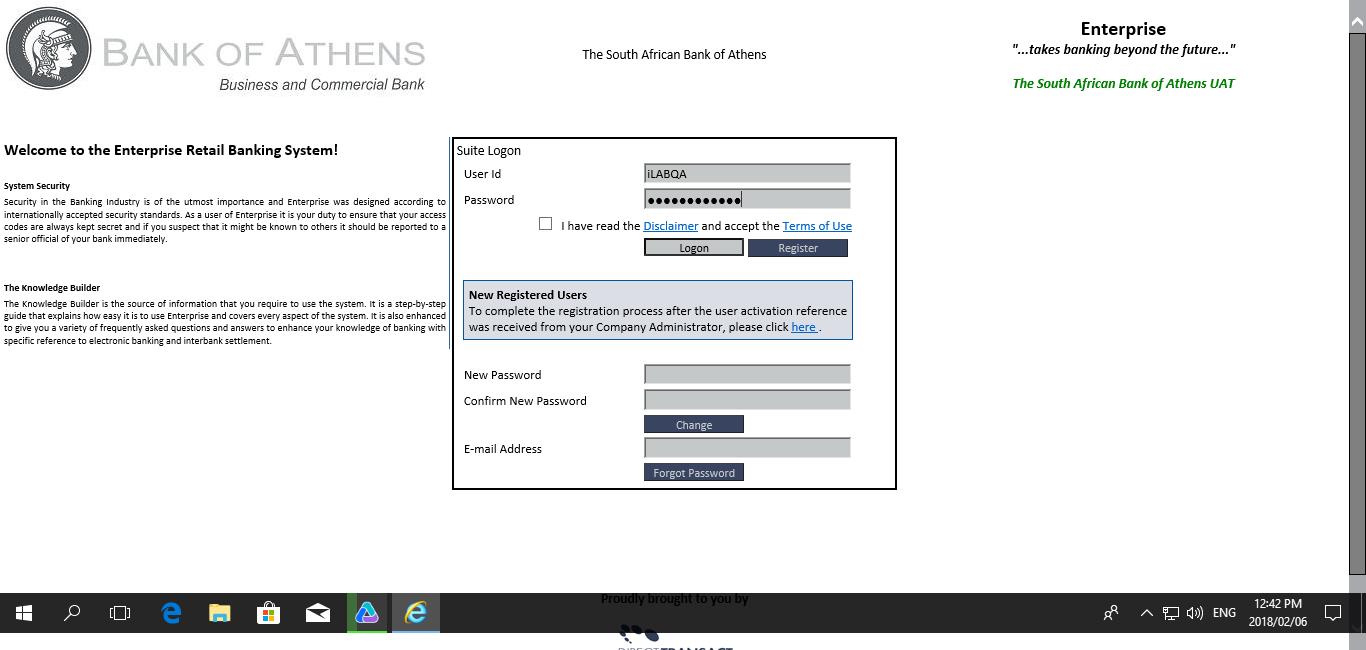 BANK OF ATHENS
Business and Commercial Bank
The South African Bank of Athens
Enterprise
"...takes banking beyond the future..."
The South African Bank of Athens UAT
Welcome to the Enterprise Retail Banking System!
System Security
Security in the Banking Industry is of the utmost importance and Enterprise was designed according to
internationally accepted security standards. As a user of Enterprise it is your duty to ensure that your access
codes are always kept secret and if you suspect that it might be known to others it should be reported to a
senior official of your bank immediately.
The Knowledge Builder
The Knowledge Builder is the source of information that you require to use the system. It is a step-by-step
guide that explains how easy it is to use Enterprise and covers every aspect of the system. It is also enhanced
to give you a variety of frequently asked questions and answers to enhance your knowledge of banking with
specific reference to electronic banking and interbank settlement.
Suite Logon
User Id iLABQA
Password ●●●●●●●●●●●●
I have read the Disclaimer and accept the Terms of Use
Logon Register
New Registered Users
To complete the registration process after the user activation reference
was received from your Company Administrator, please click here .
New Password
Confirm New Password
Change
E-mail Address
Forgot Password
Proudly brought to you by
ENG
12:42 PM
2018/02/06
DIRECTTRANSACT